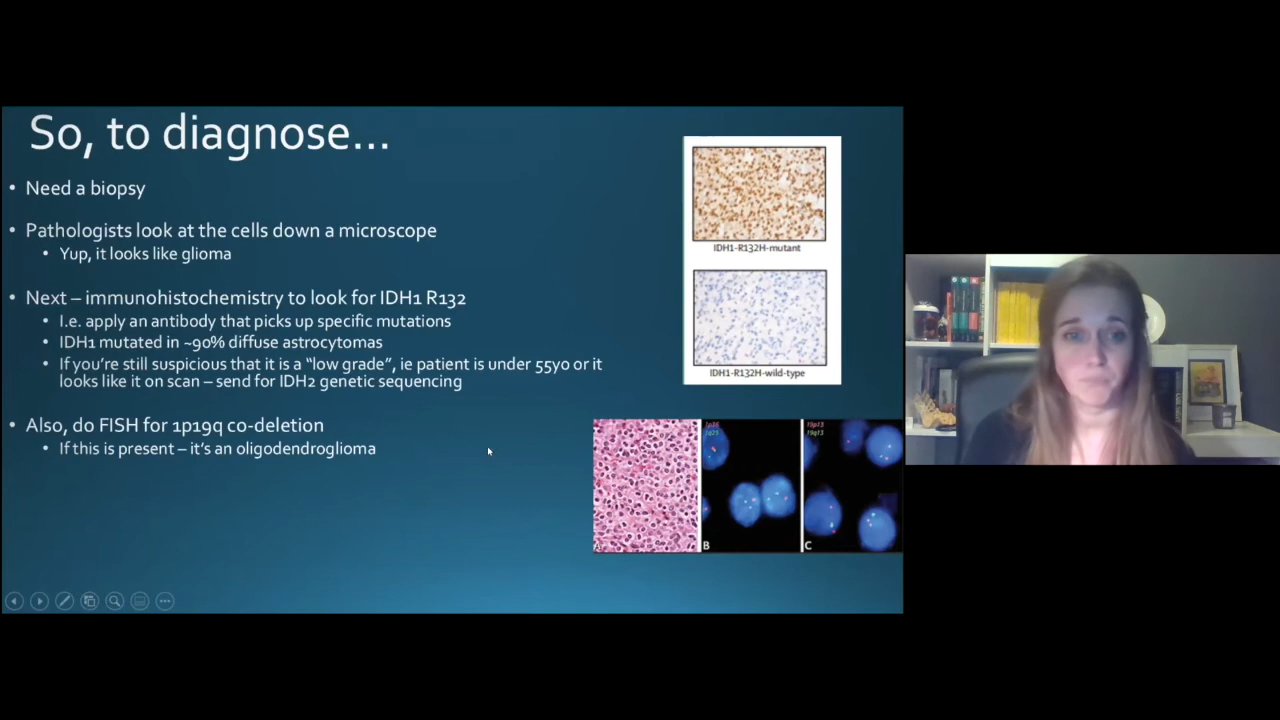 So, to diagnose...
• Need a biopsy
• Pathologists look at the cells down a microscope
• Yup, it looks like glioma
• Next – immunohistochemistry to look for IDH1 R132
• I.e. apply an antibody that picks up specific mutations
• IDH1 mutated in ~90% diffuse astrocytomas
• If you're still suspicious that it is a "low grade", ie patient is under 55yo or it
looks like it on scan – send for IDH2 genetic sequencing
• Also, do FISH for 1p19q co-deletion
• If this is present – it's an oligodendroglioma
IDH1-R132H-mutant
IDH1-R132H-wild-type
1p36
1q25
19p13
19q13
A
B
C